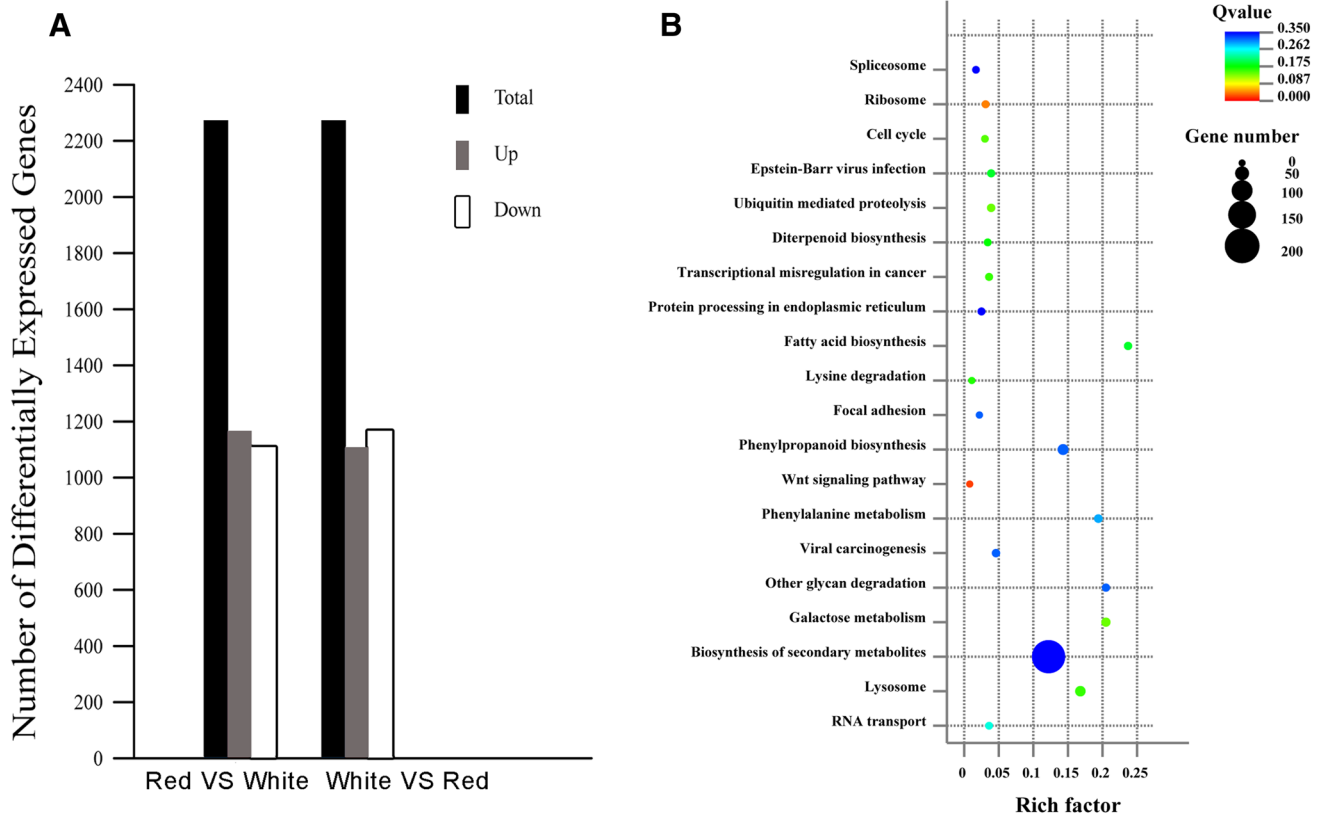 A
Number of Differentially Expressed Genes
2400
2200
2000
1800
1600
1400
1200
1000
800
600
400
200
0
Red VS White
White VS Red
Total
Up
Down
B
Spliceosome
Ribosome
Cell cycle
Epstein-Barr virus infection
Ubiquitin mediated proteolysis
Diterpenoid biosynthesis
Transcriptional misregulation in cancer
Protein processing in endoplasmic reticulum
Fatty acid biosynthesis
Lysine degradation
Focal adhesion
Phenylpropanoid biosynthesis
Wnt signaling pathway
Phenylalanine metabolism
Viral carcinogenesis
Other glycan degradation
Galactose metabolism
Biosynthesis of secondary metabolites
Lysosome
RNA transport
0 0.05 0.1 0.15 0.2 0.25
Rich factor
Qvalue
0.350
0.262
0.175
0.087
0.000
Gene number
0
50
100
150
200